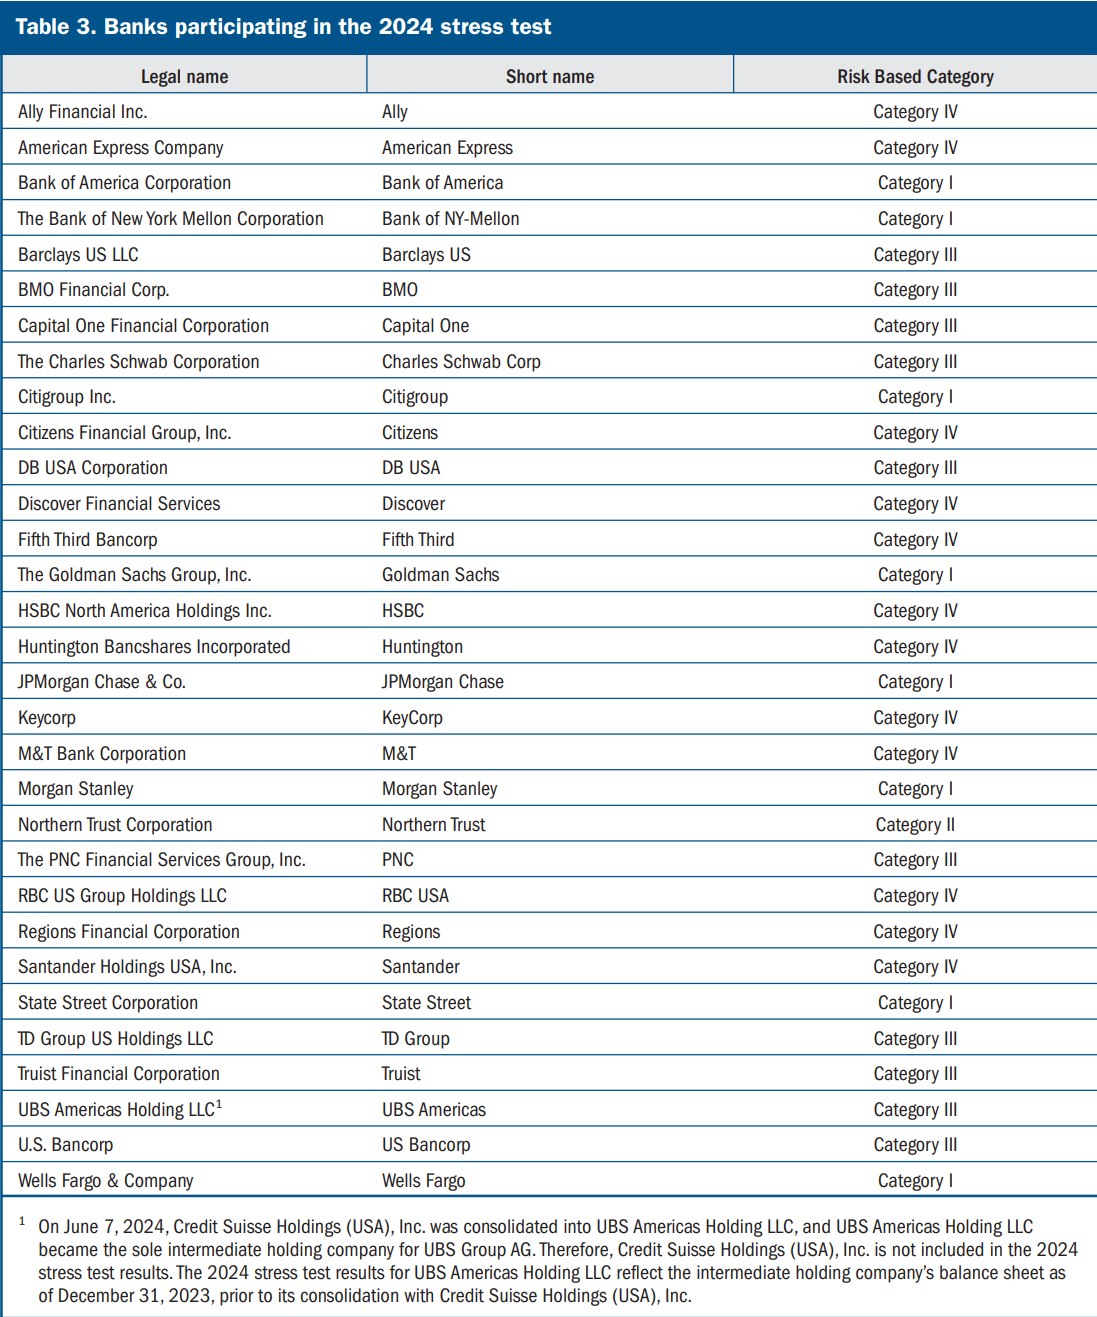 Table 3. Banks participating in the 2024 stress test
Legal name Short name Risk Based Category
Ally Financial Inc. Ally Category IV
American Express Company American Express Category IV
Bank of America Corporation Bank of America Category I
The Bank of New York Mellon Corporation Bank of NY-Mellon Category I
Barclays US LLC Barclays US Category III
BMO Financial Corp. BMO Category III
Capital One Financial Corporation Capital One Category III
The Charles Schwab Corporation Charles Schwab Corp Category III
Citigroup Inc. Citigroup Category I
Citizens Financial Group, Inc. Citizens Category IV
DB USA Corporation DB USA Category III
Discover Financial Services Discover Category IV
Fifth Third Bancorp Fifth Third Category IV
The Goldman Sachs Group, Inc. Goldman Sachs Category I
HSBC North America Holdings Inc. HSBC Category IV
Huntington Bancshares Incorporated Huntington Category IV
JPMorgan Chase & Co. JPMorgan Chase Category I
Keycorp KeyCorp Category IV
M&T Bank Corporation M&T Category IV
Morgan Stanley Morgan Stanley Category I
Northern Trust Corporation Northern Trust Category II
The PNC Financial Services Group, Inc. PNC Category III
RBC US Group Holdings LLC RBC USA Category IV
Regions Financial Corporation Regions Category IV
Santander Holdings USA, Inc. Santander Category IV
State Street Corporation State Street Category I
TD Group US Holdings LLC TD Group Category III
Truist Financial Corporation Truist Category III
UBS Americas Holding LLC¹ UBS Americas Category III
U.S. Bancorp US Bancorp Category III
Wells Fargo & Company Wells Fargo Category I
¹ On June 7, 2024, Credit Suisse Holdings (USA), Inc. was consolidated into UBS Americas Holding LLC, and UBS Americas Holding LLC
became the sole intermediate holding company for UBS Group AG. Therefore, Credit Suisse Holdings (USA), Inc. is not included in the 2024
stress test results. The 2024 stress test results for UBS Americas Holding LLC reflect the intermediate holding company's balance sheet as
of December 31, 2023, prior to its consolidation with Credit Suisse Holdings (USA), Inc.